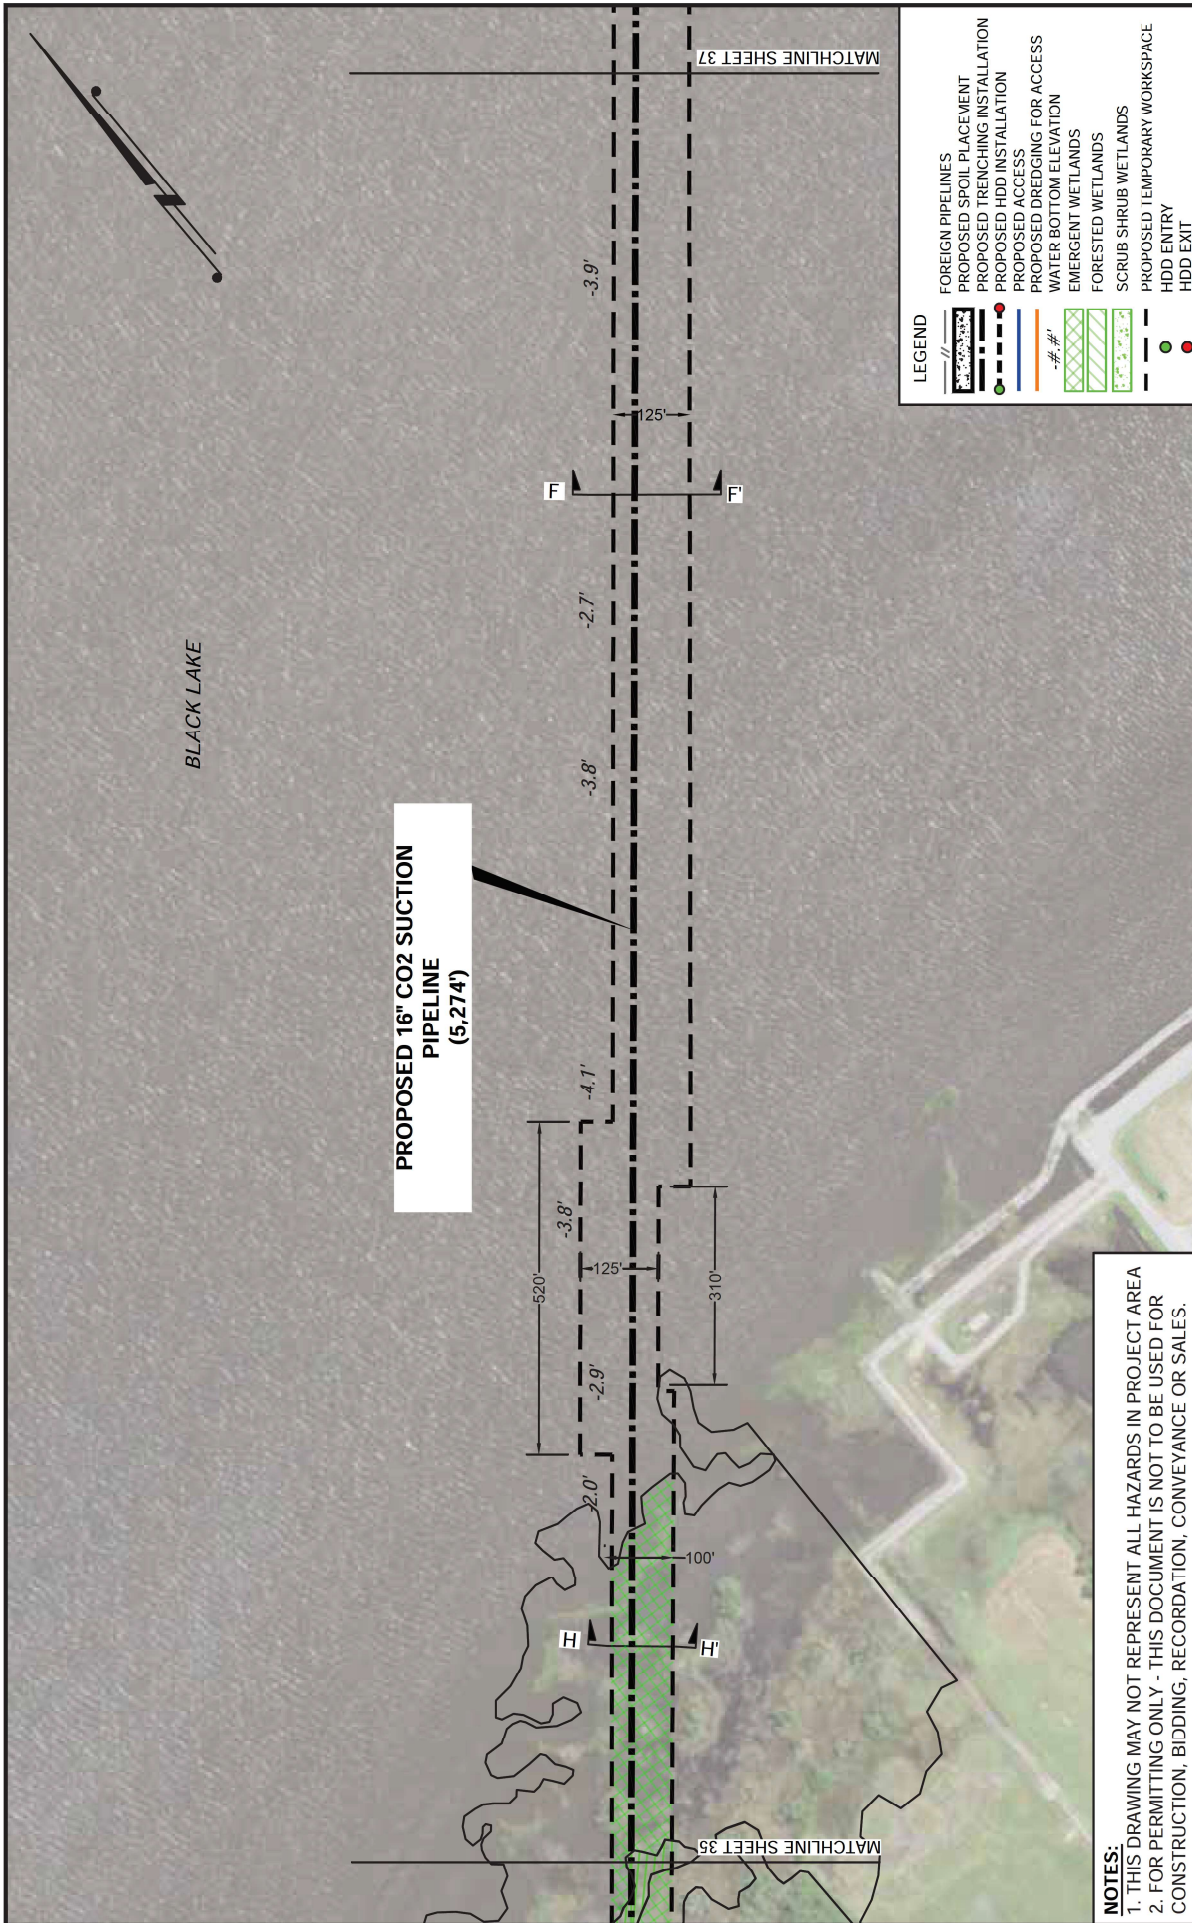 BLACK LAKE
PROPOSED 16" CO2 SUCTION
PIPELINE
(5,274')
MATCHLINE SHEET 35
MATCHLINE SHEET 37
-2.0'
-2.9'
-3.8'
-4.1'
-3.8'
-2.7'
-3.9'
520'
125'
310'
100'
125'
H
H'
F
F'
NOTES:
1. THIS DRAWING MAY NOT REPRESENT ALL HAZARDS IN PROJECT AREA
2. FOR PERMITTING ONLY - THIS DOCUMENT IS NOT TO BE USED FOR
CONSTRUCTION, BIDDING, RECORDATION, CONVEYANCE OR SALES.
LEGEND
FOREIGN PIPELINES
PROPOSED SPOIL PLACEMENT
PROPOSED TRENCHING INSTALLATION
PROPOSED HDD INSTALLATION
PROPOSED ACCESS
PROPOSED DREDGING FOR ACCESS
-#.#' WATER BOTTOM ELEVATION
EMERGENT WETLANDS
FORESTED WETLANDS
SCRUB SHRUB WETLANDS
PROPOSED TEMPORARY WORKSPACE
HDD ENTRY
HDD EXIT